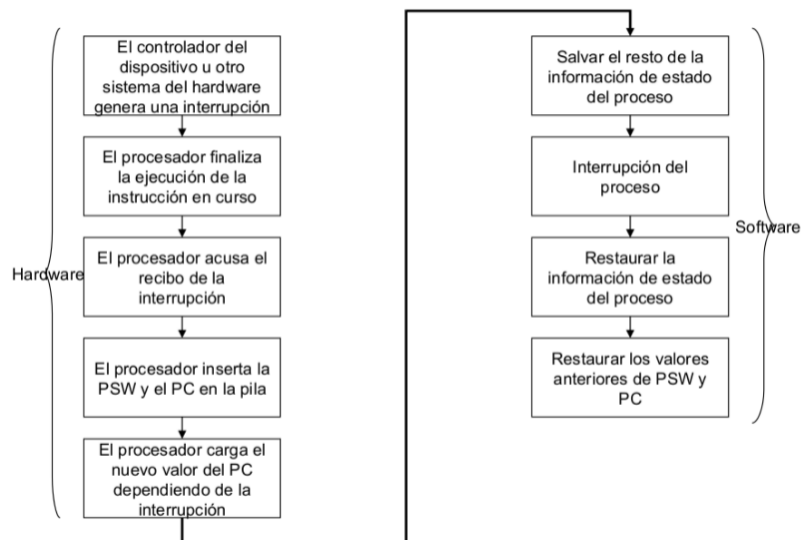 El controlador del
dispositivo u otro
sistema del hardware
genera una interrupción
El procesador finaliza
la ejecución de la
instrucción en curso
El procesador acusa el
recibo de la
interrupción
El procesador inserta la
PSW y el PC en la pila
El procesador carga el
nuevo valor del PC
dependiendo de la
interrupción
Hardware
Salvar el resto de la
información de estado
del proceso
Interrupción del
proceso
Restaurar la
información de estado
del proceso
Restaurar los valores
anteriores de PSW y
PC
Software